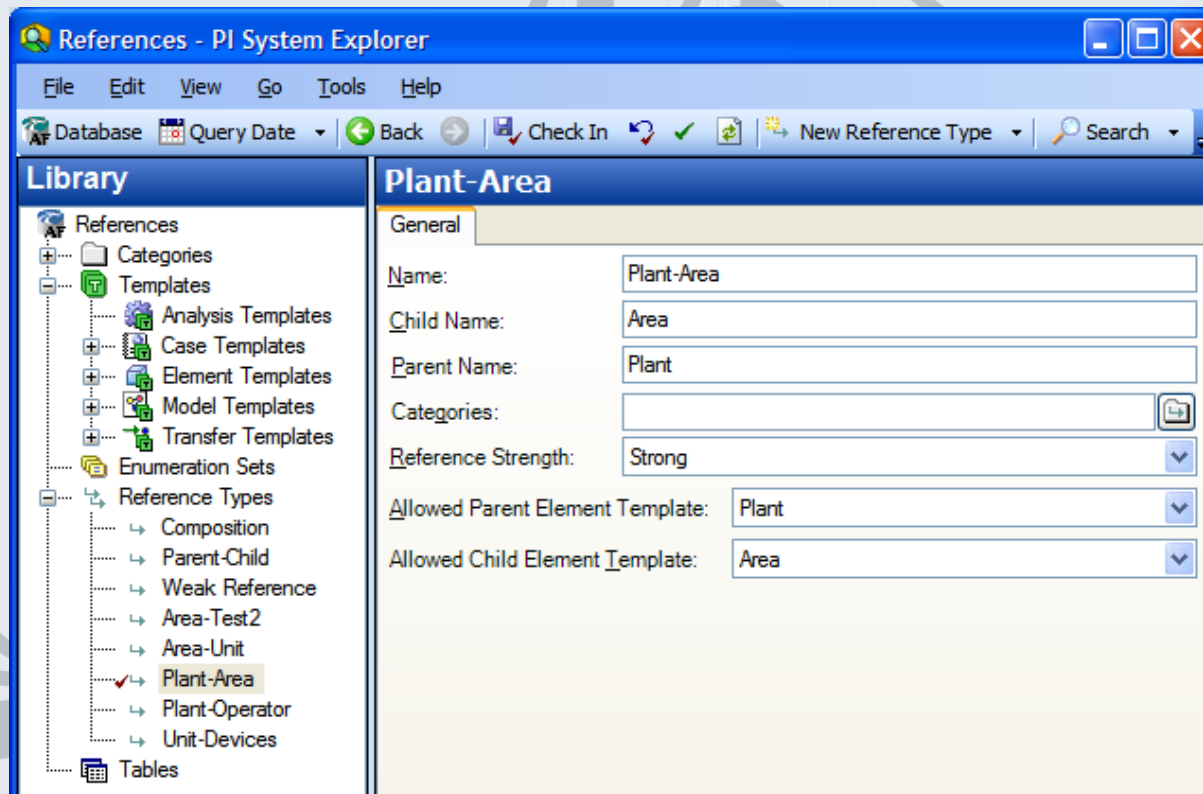 References - PI System Explorer
File Edit View Go Tools Help
Database Query Date Back Check In New Reference Type Search
Library
References
Categories
Templates
Analysis Templates
Case Templates
Element Templates
Model Templates
Transfer Templates
Enumeration Sets
Reference Types
Composition
Parent-Child
Weak Reference
Area-Test2
Area-Unit
Plant-Area
Plant-Operator
Unit-Devices
Tables
Plant-Area
General
Name: Plant-Area
Child Name: Area
Parent Name: Plant
Categories:
Reference Strength: Strong
Allowed Parent Element Template: Plant
Allowed Child Element Template: Area